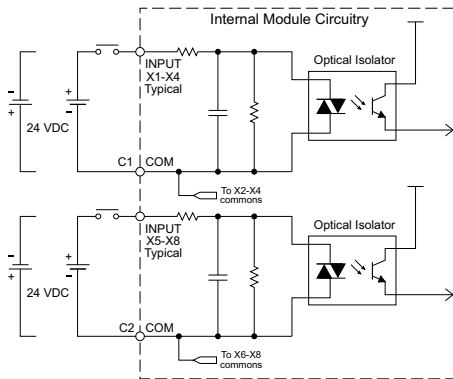 Internal Module Circuitry
INPUT
X1-X4
Typical
Optical Isolator
-
+
+
-
24 VDC
C1
COM
To X2-X4
commons
INPUT
X5-X8
Typical
Optical Isolator
-
+
+
-
24 VDC
C2
COM
To X6-X8
commons